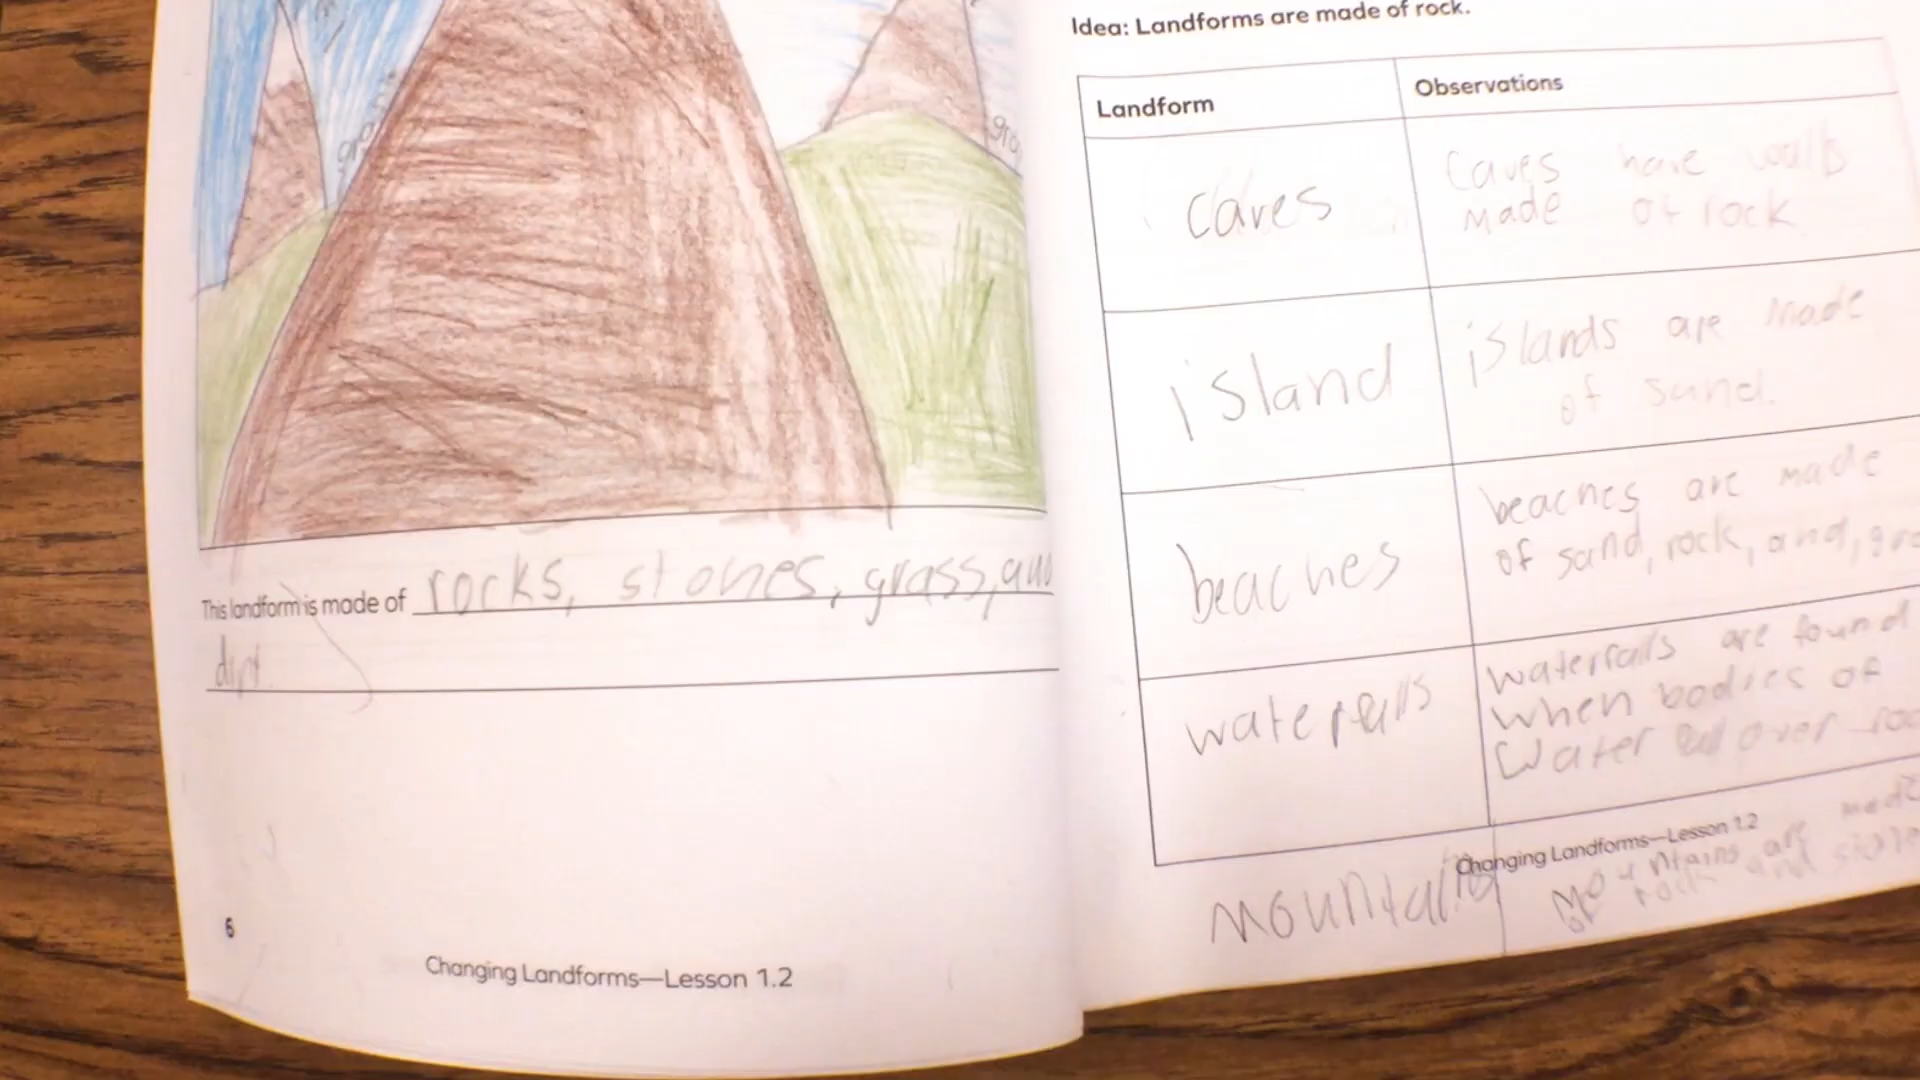 This landform is made of rocks, stones, grass, and
dirt.
6
Changing Landforms—Lesson 1.2
Idea: Landforms are made of rock.
Landform
Observations
caves
Caves have walls
made of rock
island
islands are made
of sand.
beaches
beaches are made
of sand, rock, and,
waterfalls
waterfalls are found
when bodies of
Water fall over
Changing Landforms—Lesson 1.2
mountains
Mountains are made
of rock and